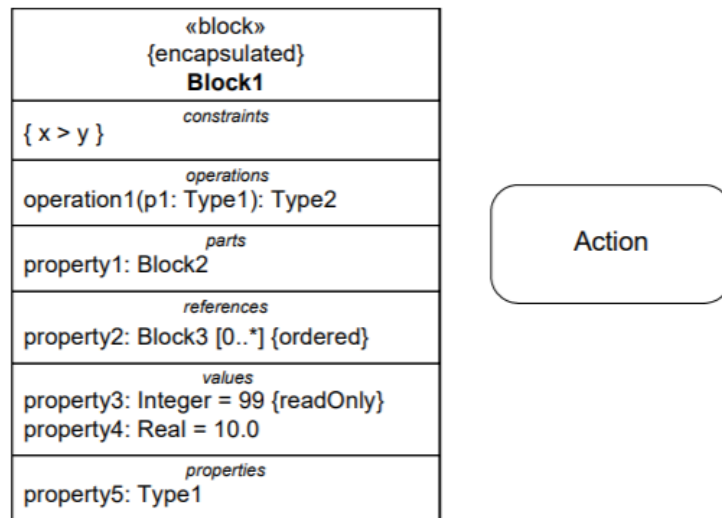 «block»
{encapsulated}
Block1
constraints
{ x > y }
operations
operation1(p1: Type1): Type2
parts
property1: Block2
references
property2: Block3 [0..*] {ordered}
values
property3: Integer = 99 {readOnly}
property4: Real = 10.0
properties
property5: Type1
Action